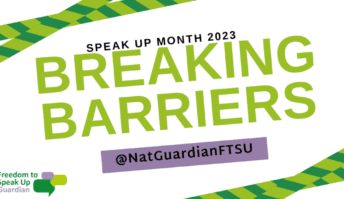 SPEAK UP MONTH 2023
BREAKING
BARRIERS
@NatGuardianFTSU
Freedom to
Speak Up
Guardian